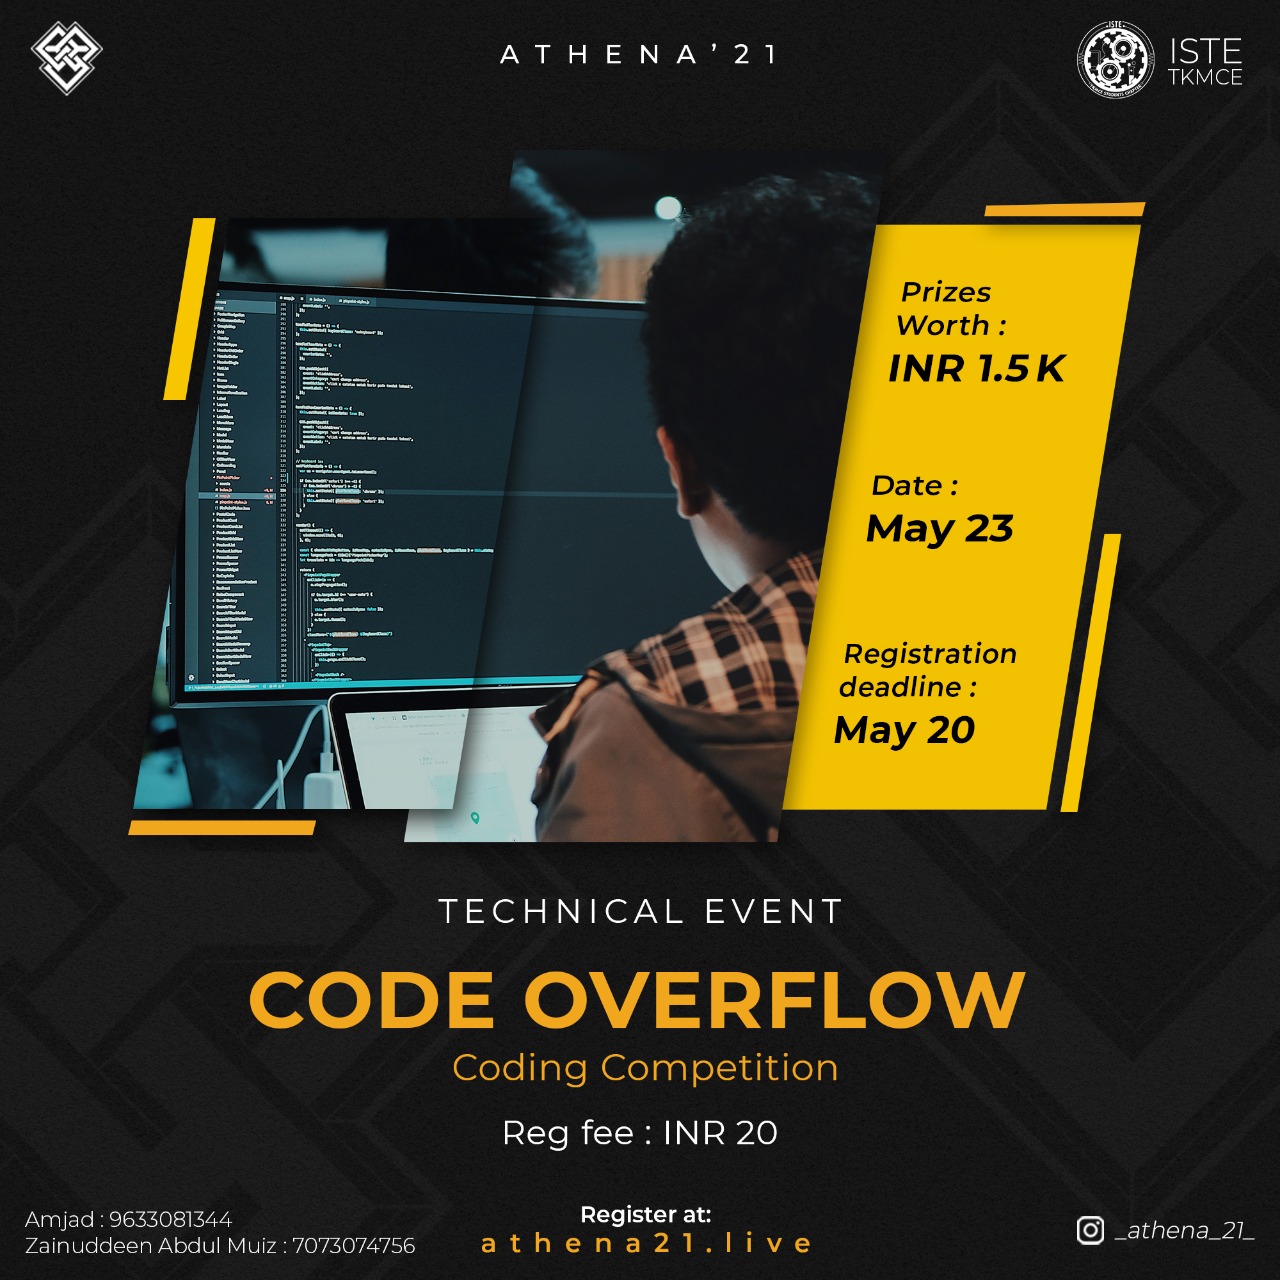 ATHENA'21
ISTE
TKMCE
Prizes
Worth :
INR 1.5 K
Date :
May 23
Registration
deadline :
May 20
TECHNICAL EVENT
CODE OVERFLOW
Coding Competition
Reg fee : INR 20
Amjad : 9633081344
Zainuddeen Abdul Muiz : 7073074756
Register at:
athena21.live
_athena_21_